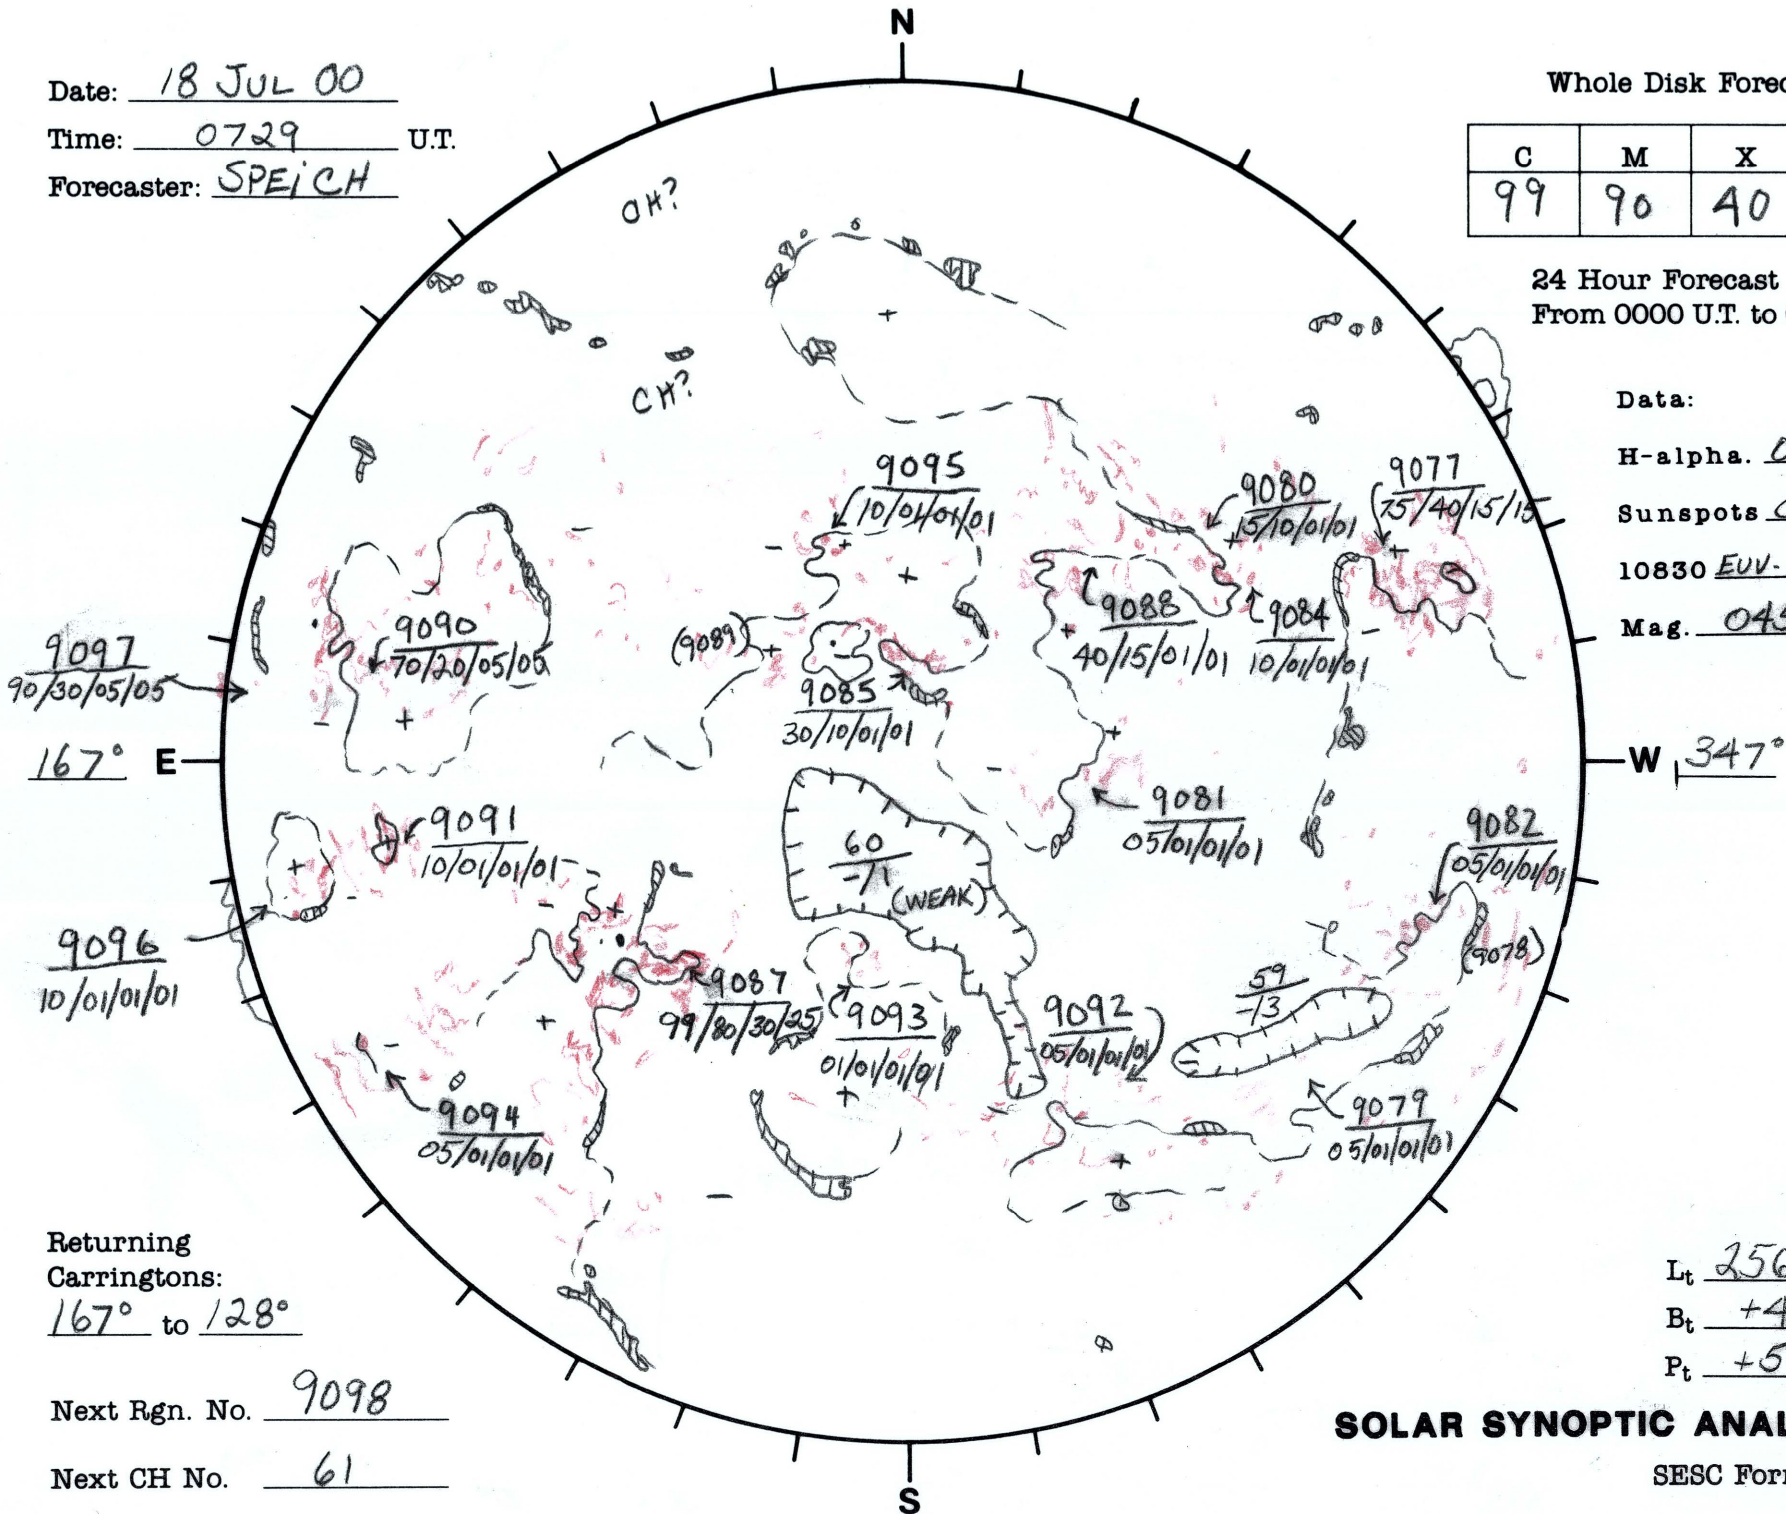 N
Date: 18 JUL 00
Time: 0729 U.T.
Forecaster: SPEICH
Whole Disk Forec
C M X
99 90 40
24 Hour Forecast
From 0000 U.T. to
CH?
CH?
Data:
H-alpha.
Sunspots
10830 EUV-
Mag. 045
9095
10/01/01/01
9080
15/10/01/01
9077
75/40/15/15
9097
90/30/05/05
9090
70/20/05/05
(9089)
9085
30/10/01/01
9088
40/15/01/01
9084
10/01/01/01
167° E
W 347°
9081
05/01/01/01
9082
05/01/01/01
(9078)
9091
10/01/01/01
60
-/1
(WEAK)
9096
10/01/01/01
9087
99/80/30/25
9093
01/01/01/01
9092
05/01/01/01
59
-/3
9094
05/01/01/01
9079
05/01/01/01
Returning
Carringtons:
167° to 128°
Next Rgn. No. 9098
Next CH No. 61
Lt 256
Bt +4
Pt +5
SOLAR SYNOPTIC ANAL
SESC For
S